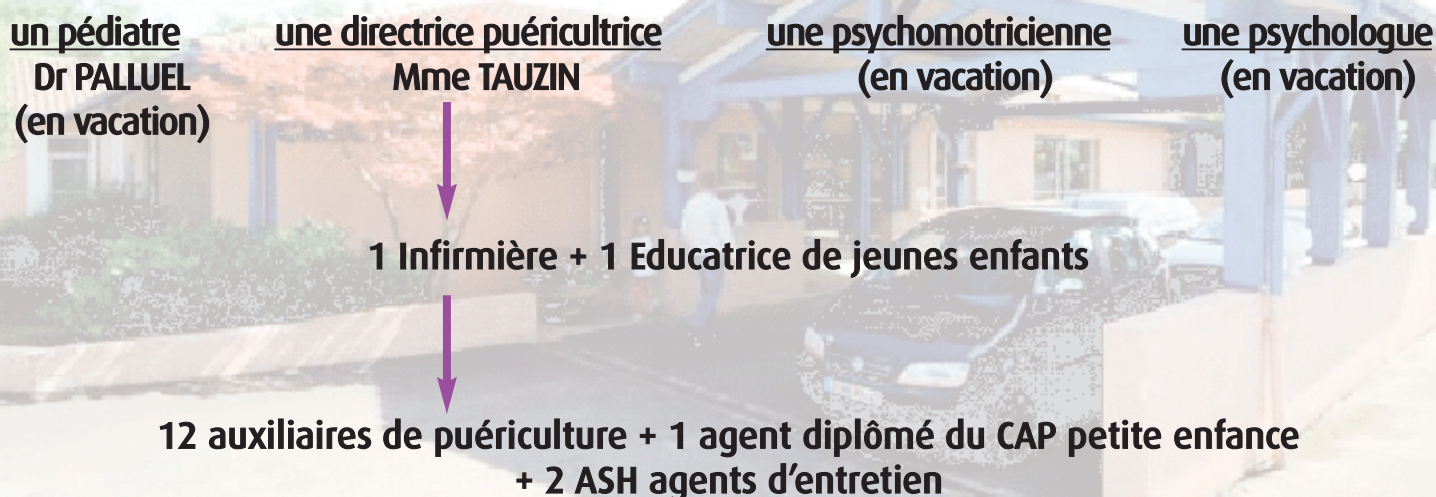 un pédiatre
Dr PALLUEL
(en vacation)
une directrice puéricultrice
Mme TAUZIN
une psychomotricienne
(en vacation)
une psychologue
(en vacation)
1 Infirmière + 1 Educatrice de jeunes enfants
12 auxiliaires de puériculture + 1 agent diplômé du CAP petite enfance
+ 2 ASH agents d'entretien